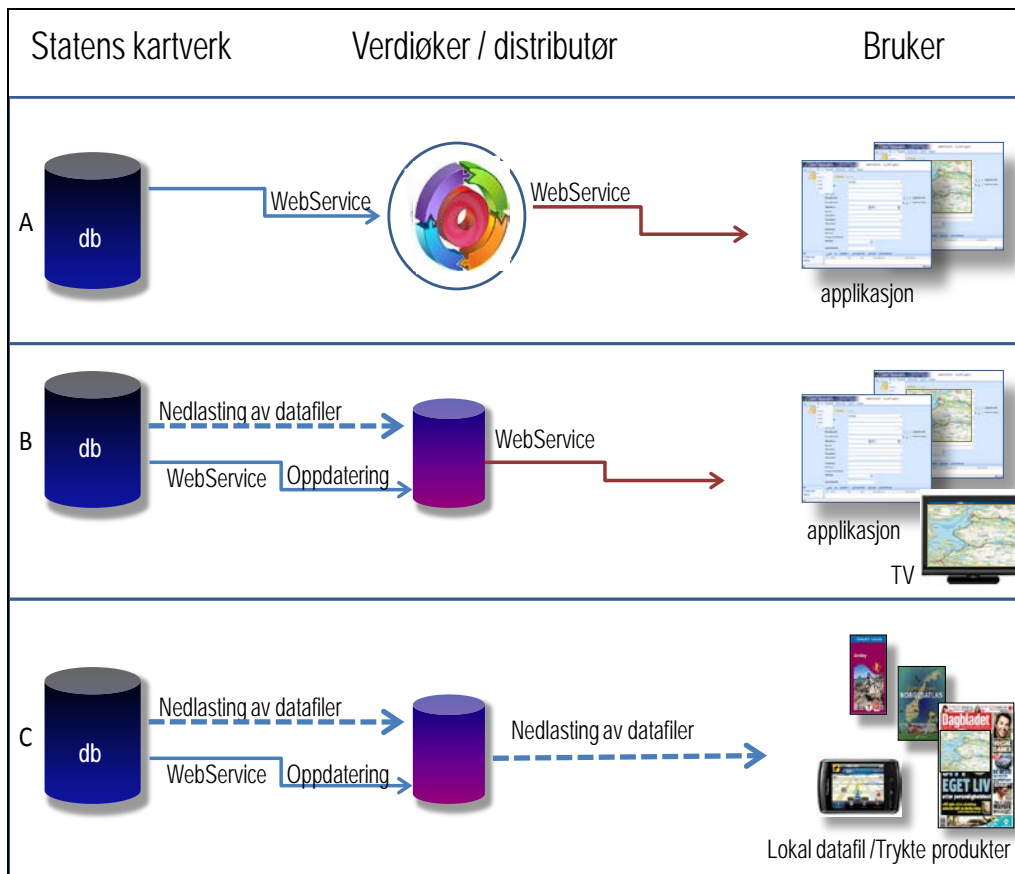 Statens kartverk
Verdiøker / distributør
Bruker
A
db
WebService
WebService
applikasjon
B
db
Nedlasting av datafiler
WebService
Oppdatering
WebService
applikasjon
TV
C
db
Nedlasting av datafiler
WebService
Oppdatering
Nedlasting av datafiler
NORGESATLAS
Dagbladet
EGET LIV
Lokal datafil /Trykte produkter